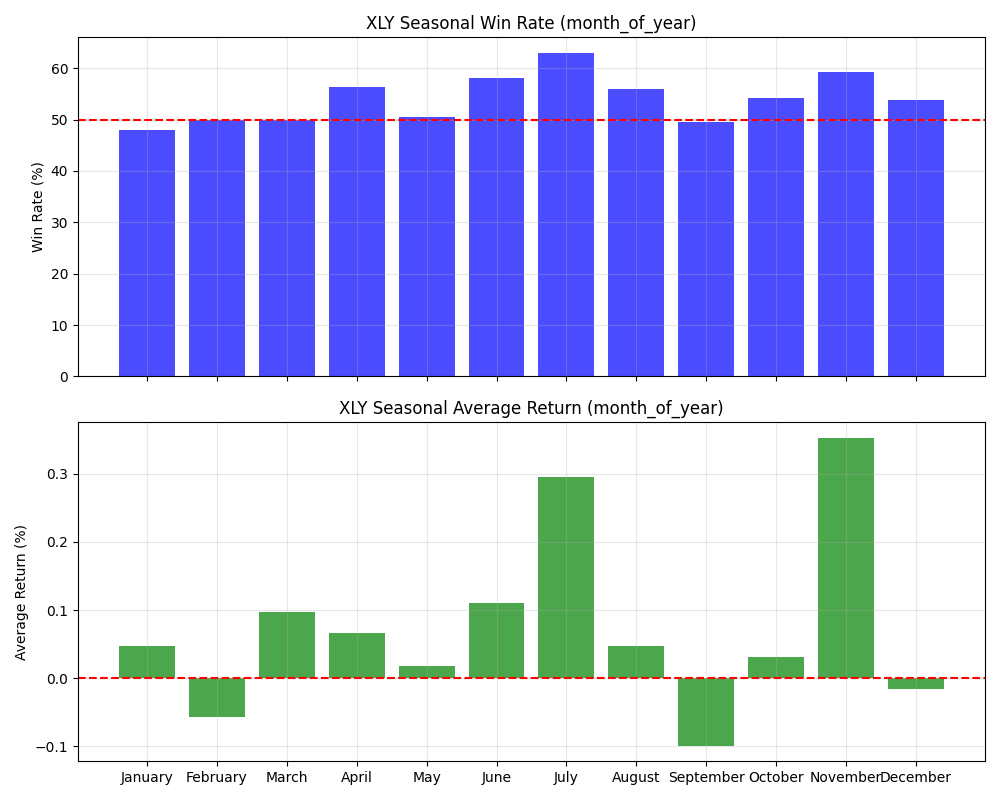 XLY Seasonal Win Rate (month_of_year)
Win Rate (%)
60
50
40
30
20
10
0
XLY Seasonal Average Return (month_of_year)
Average Return (%)
0.3
0.2
0.1
0.0
−0.1
January February March April May June July August September October November December